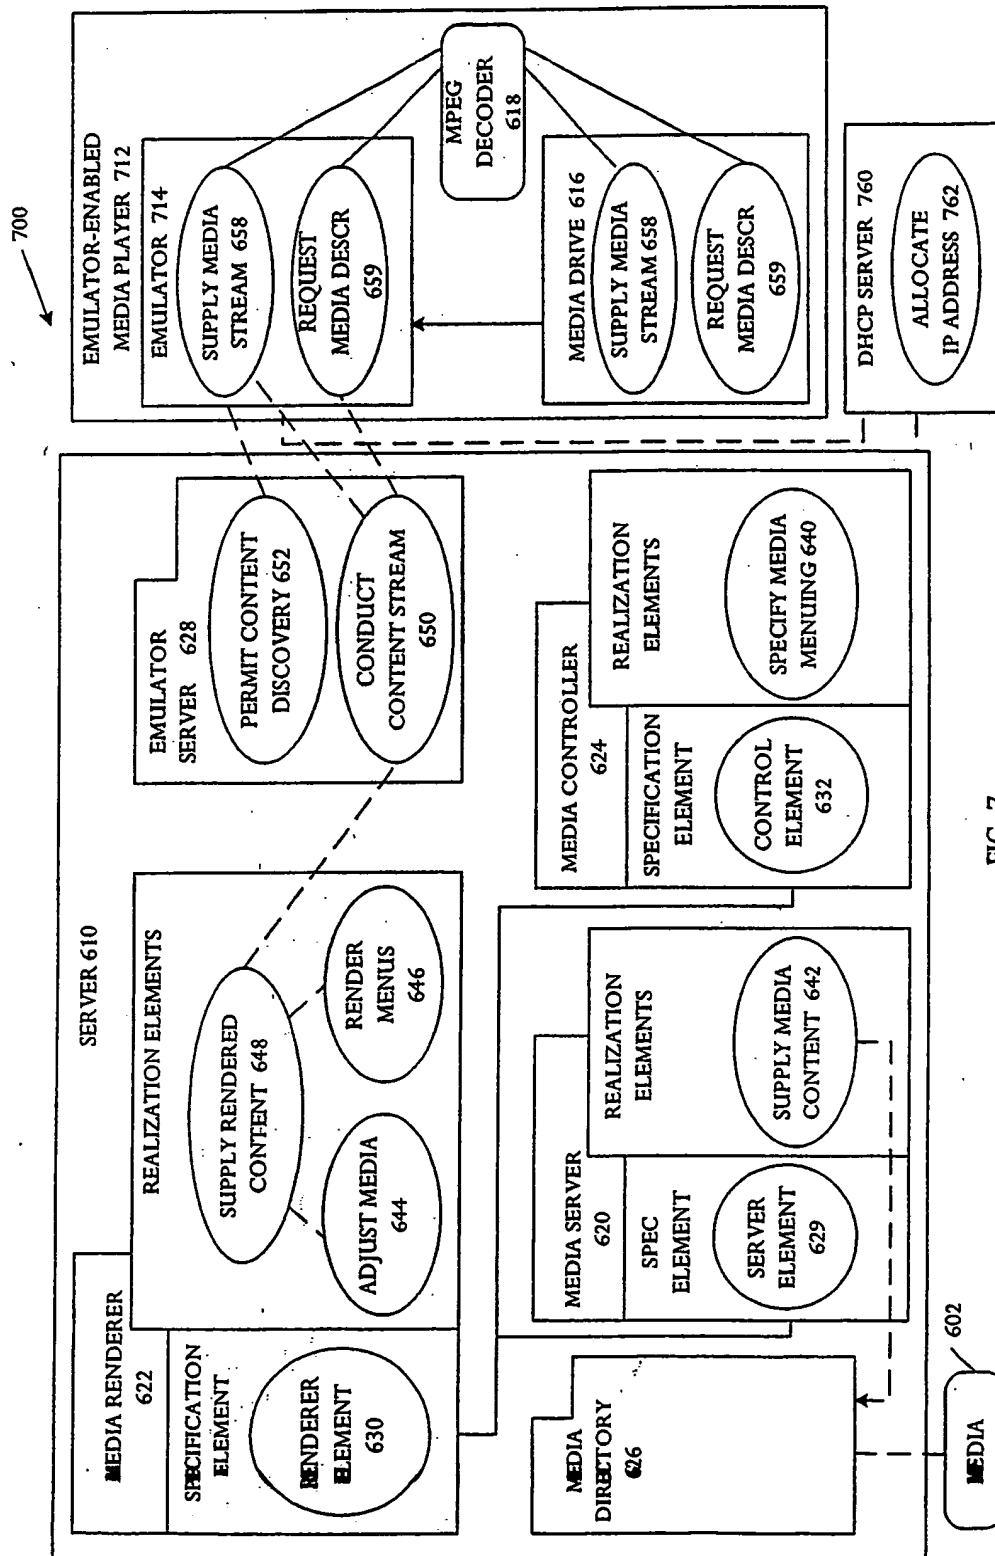 700
SERVER 610
MEDIA RENDERER
622
SPECIFICATION
ELEMENT
RENDERER
ELEMENT
630
REALIZATION ELEMENTS
SUPPLY RENDERED
CONTENT 648
ADJUST MEDIA
644
RENDER
MENUS
646
EMULATOR
SERVER 628
PERMIT CONTENT
DISCOVERY 652
CONDUCT
CONTENT STREAM
650
EMULATOR-ENABLED
MEDIA PLAYER 712
EMULATOR 714
SUPPLY MEDIA
STREAM 658
REQUEST
MEDIA DESCR
659
MPEG
DECODER
618
MEDIA DRIVE 616
SUPPLY MEDIA
STREAM 658
REQUEST
MEDIA DESCR
659
DHCP SERVER 760
ALLOCATE
IP ADDRESS 762
MEDIA
DIRECTORY
626
MEDIA SERVER
620
SPEC
ELEMENT
SERVER
ELEMENT
629
REALIZATION
ELEMENTS
SUPPLY MEDIA
CONTENT 642
MEDIA CONTROLLER
624
SPECIFICATION
ELEMENT
CONTROL
ELEMENT
632
REALIZATION
ELEMENTS
SPECIFY MEDIA
MENUING 640
602
MEDIA
FIG. 7